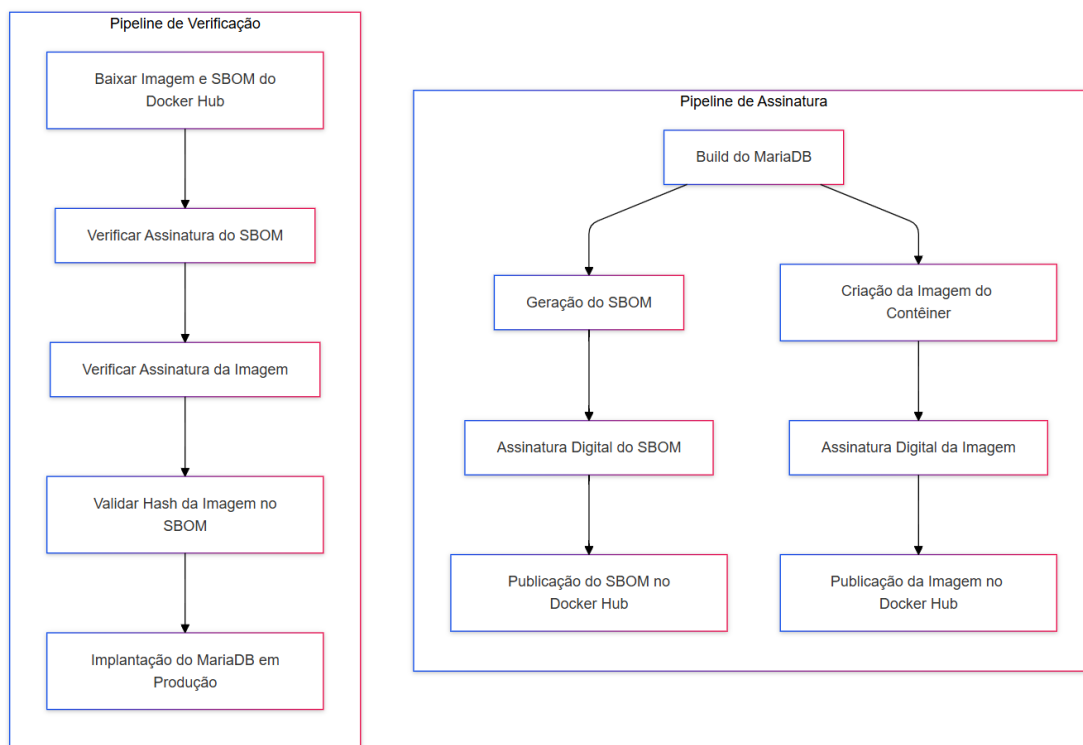 Pipeline de Verificação
Baixar Imagem e SBOM do
Docker Hub
Verificar Assinatura do SBOM
Verificar Assinatura da Imagem
Validar Hash da Imagem no
SBOM
Implantação do MariaDB em
Produção
Pipeline de Assinatura
Build do MariaDB
Geração do SBOM
Criação da Imagem do
Contêiner
Assinatura Digital do SBOM
Assinatura Digital da Imagem
Publicação do SBOM no
Docker Hub
Publicação da Imagem no
Docker Hub